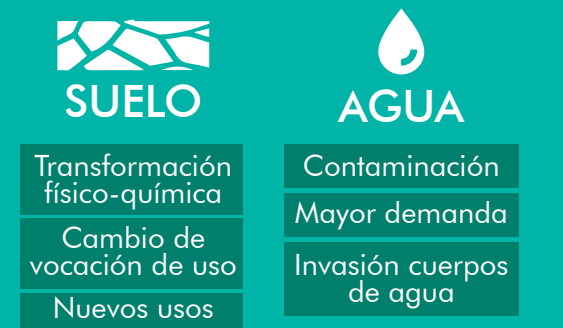 SUELO
Transformación
físico-química
Cambio de
vocación de uso
Nuevos usos
AGUA
Contaminación
Mayor demanda
Invasión cuerpos
de agua